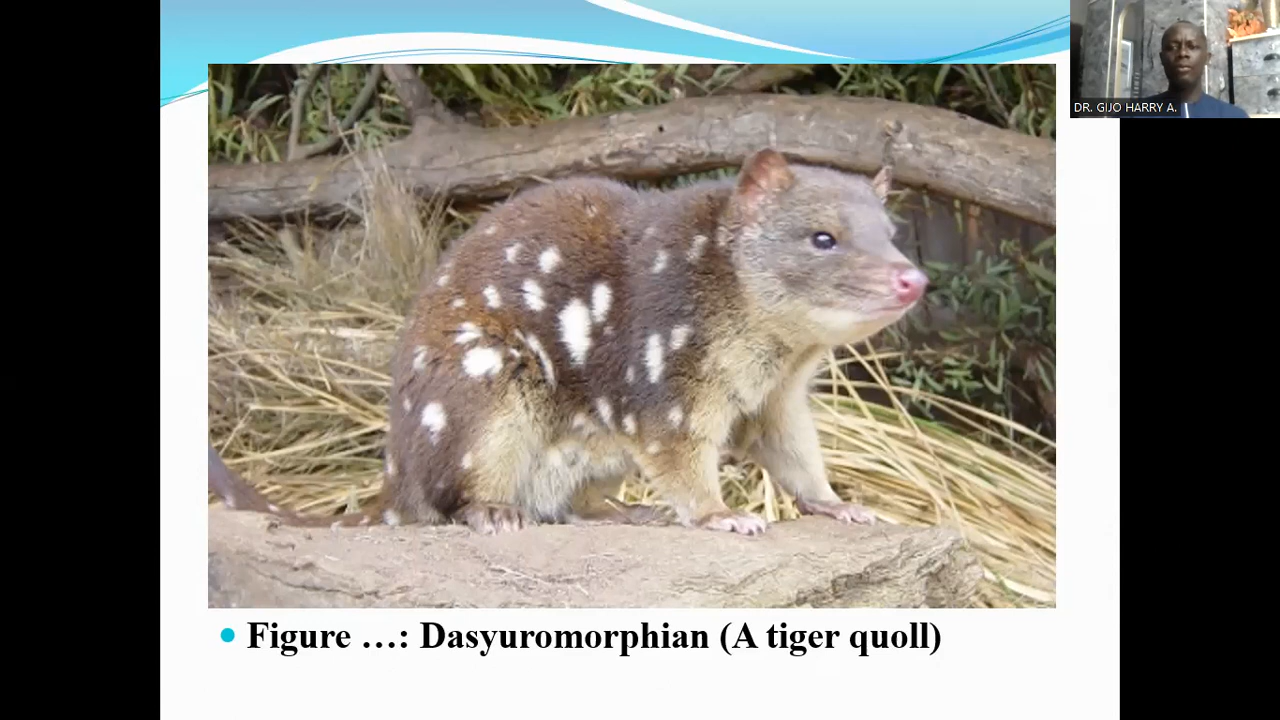 DR. GIJO HARRY A.
Figure …: Dasyuromorphian (A tiger quoll)